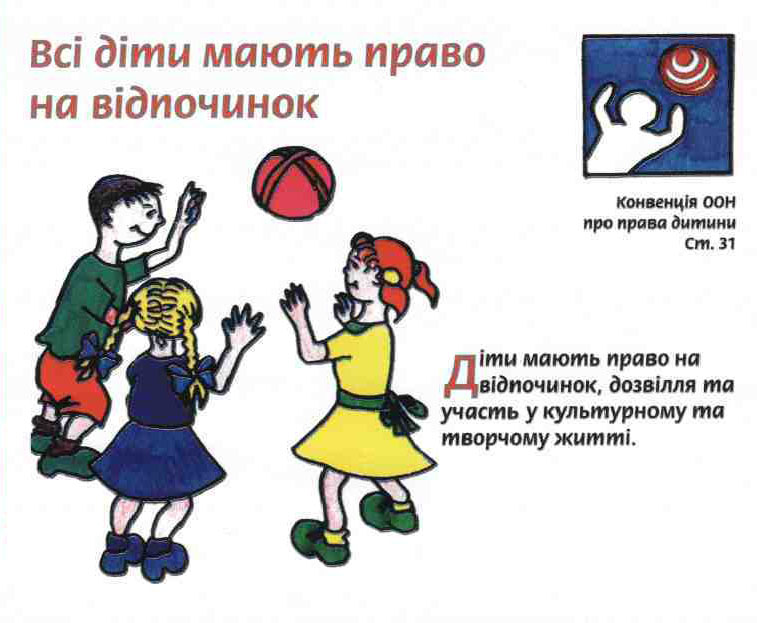 Всі діти мають право
на відпочинок
Конвенція ООН
про права дитини
Ст. 31
Діти мають право на
відпочинок, дозвілля та
участь у культурному та
творчому житті.